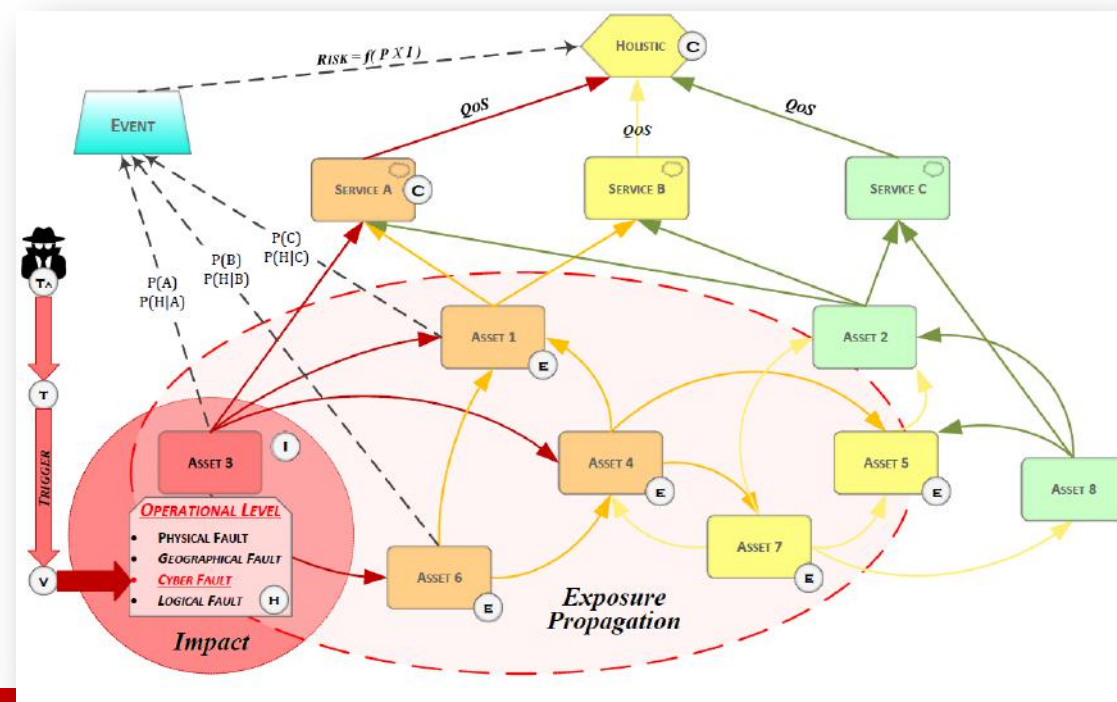 RISK = f( P X I )
HOLISTIC
C
EVENT
QoS
QoS
QoS
SERVICE A
C
SERVICE B
SERVICE C
P(C)
P(H|C)
P(B)
P(H|B)
P(A)
P(H|A)
TA
T
TRIGGER
V
ASSET 1
E
ASSET 2
ASSET 3
I
ASSET 4
E
ASSET 5
E
ASSET 8
OPERATIONAL LEVEL
• PHYSICAL FAULT
• GEOGRAPHICAL FAULT
• CYBER FAULT
• LOGICAL FAULT
H
Impact
ASSET 6
E
ASSET 7
E
Exposure
Propagation